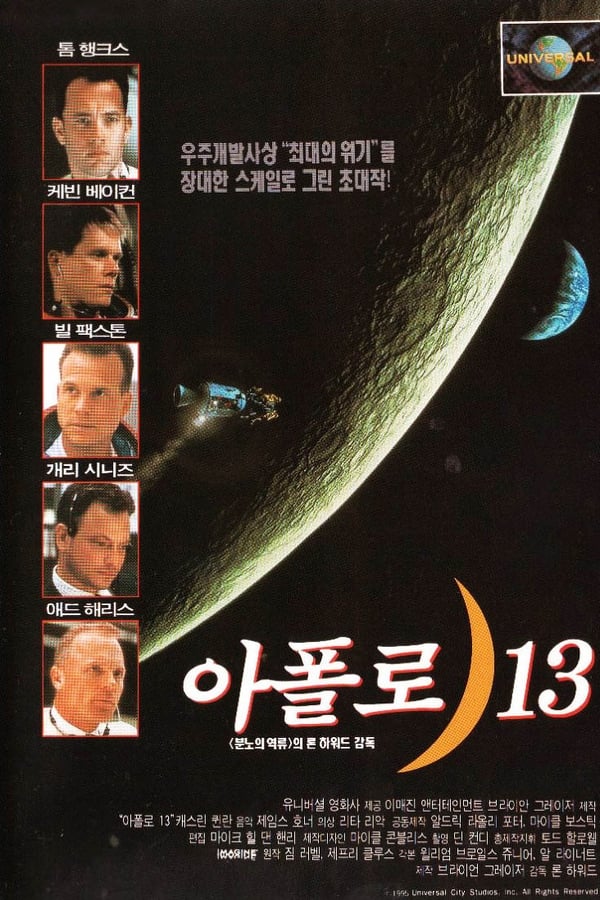 톰 행크스
UNIVERSAL
우주개발사상 "최대의 위기"를
장대한 스케일로 그린 초대작!
케빈 베이컨
빌 팩스톤
개리 시니즈
애드 해리스
아폴로 13
〈분노의 역류〉의 론 하워드 감독
유니버셜 영화사 제공 이매진 앤터테인먼트 브라이안 그레이저 제작
"아폴로 13" 캐스린 퀸란 음악 제임스 호너 의상 리타 리악 공동제작 알드릭 라울리 포터, 마이클 보스틱
편집 마이크 힐 댄 핸리 제작디자인 마이클 콘블리스 촬영 딘 컨디 총제작지휘 토드 할로웰
원작 짐 러벨, 제프리 클루스 각본 윌리엄 브로일스 쥬니어, 알 라이너트
제작 브라이언 그레이저 감독 론 하워드
© 1995 Universal City Studios, Inc. All Rights Reserved